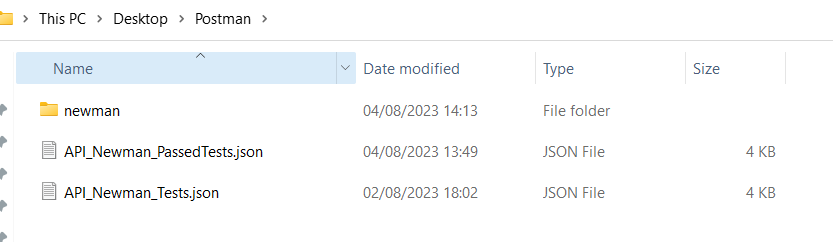 This PC > Desktop > Postman >
Name Date modified Type Size
newman 04/08/2023 14:13 File folder
API_Newman_PassedTests.json 04/08/2023 13:49 JSON File 4 KB
API_Newman_Tests.json 02/08/2023 18:02 JSON File 4 KB